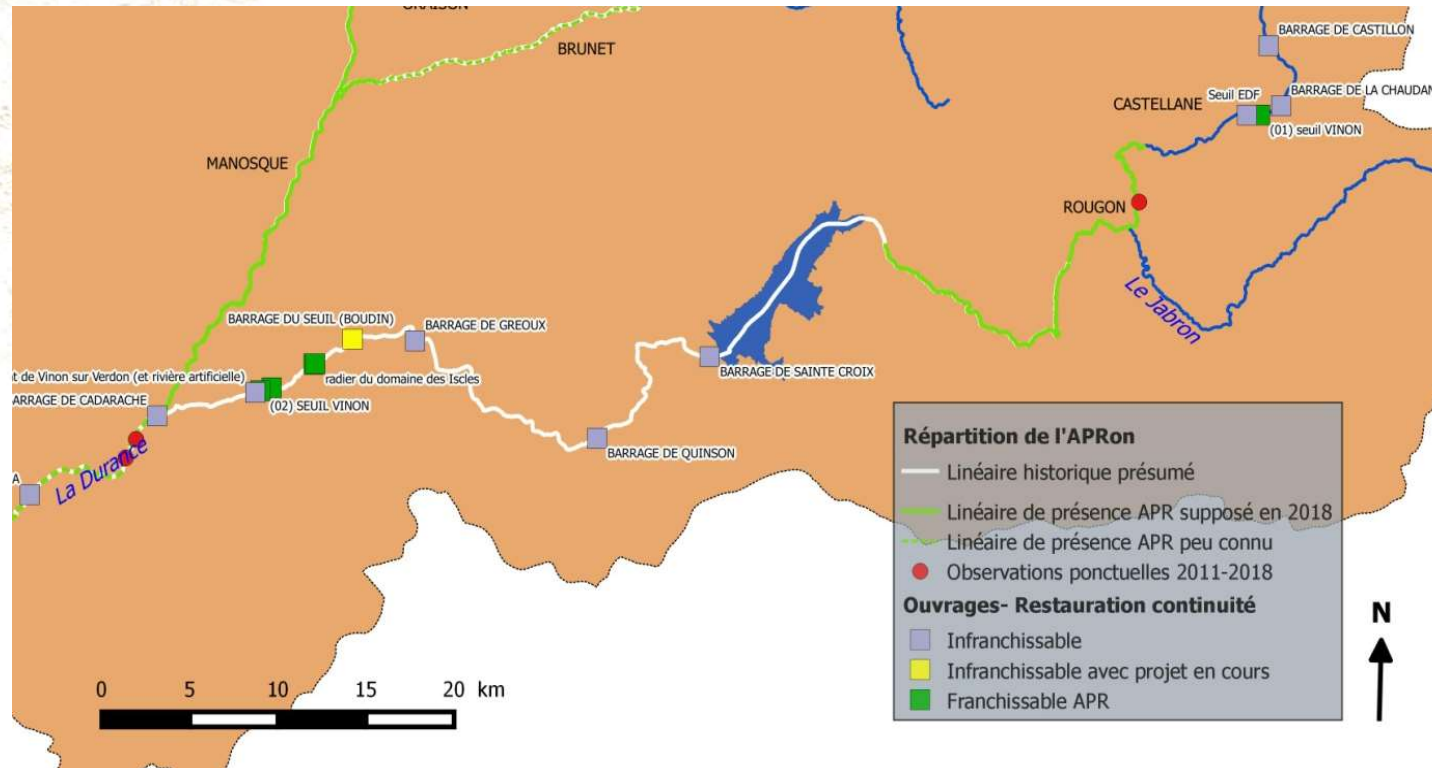 BRUNET
BARRAGE DE CASTILLON
Seuil EDF
BARRAGE DE LA CHAUDAN
CASTELLANE
(01) seuil VINON
MANOSQUE
ROUGON
Le Jabron
BARRAGE DU SEUIL (BOUDIN)
BARRAGE DE GREOUX
BARRAGE DE SAINTE CROIX
nt de Vinon sur Verdon (et rivière artificielle)
radier du domaine des Iscles
ARRAGE DE CADARACHE
(02) SEUIL VINON
BARRAGE DE QUINSON
A
La Durance
Répartition de l'APRon
Linéaire historique présumé
Linéaire de présence APR supposé en 2018
Linéaire de présence APR peu connu
Observations ponctuelles 2011-2018
Ouvrages- Restauration continuité
Infranchissable
Infranchissable avec projet en cours
Franchissable APR
N
0 5 10 15 20 km